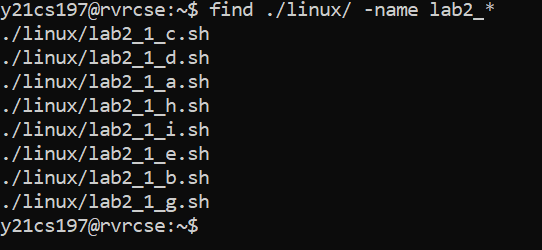 y21cs197@rvrcse:~$ find ./linux/ -name lab2_*
./linux/lab2_1_c.sh
./linux/lab2_1_d.sh
./linux/lab2_1_a.sh
./linux/lab2_1_h.sh
./linux/lab2_1_i.sh
./linux/lab2_1_e.sh
./linux/lab2_1_b.sh
./linux/lab2_1_g.sh
y21cs197@rvrcse:~$